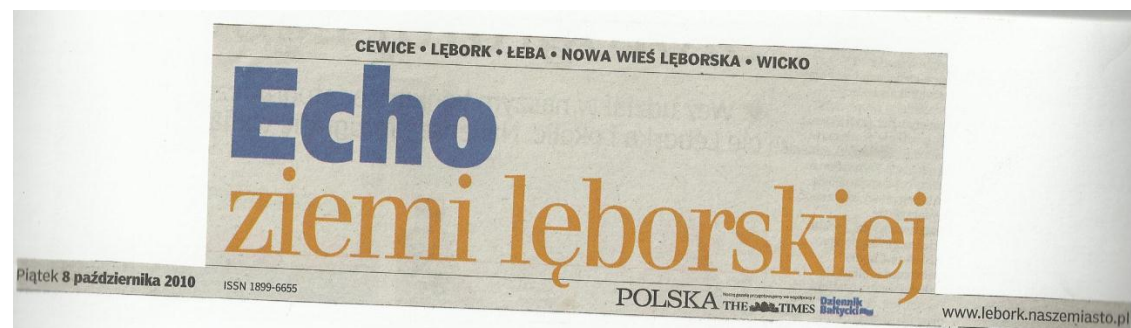 CEWICE • LĘBORK • ŁEBA • NOWA WIEŚ LĘBORSKA • WICKO
Echo
ziemi lęborskiej
Piątek 8 października 2010
ISSN 1899-6655
POLSKA THE TIMES
Dziennik
Bałtycki
www.lebork.naszemiasto.pl